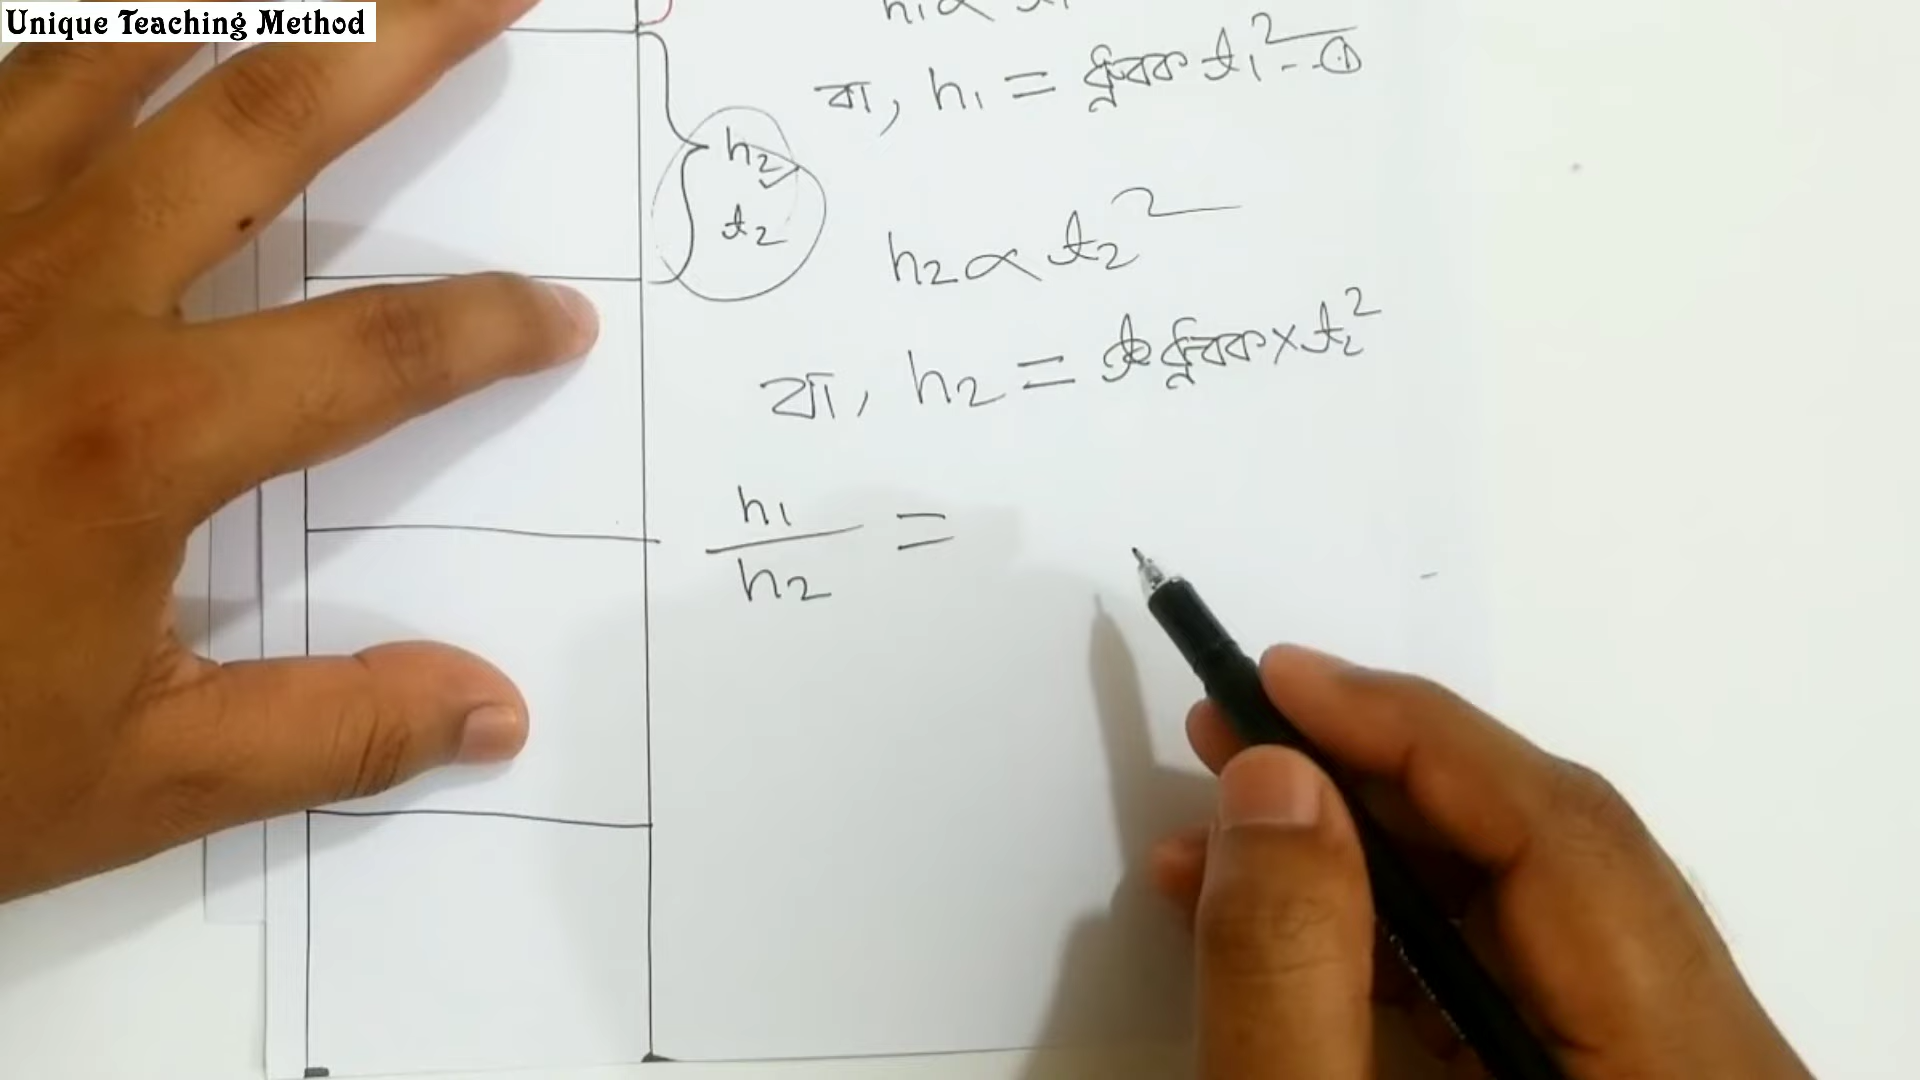 Unique Teaching Method
বা, h₁ = ধ্রুবক t₁² -- ①
h₂
t₂
h₂ ∝ t₂²
বা, h₂ = ধ্রুবক × t₂²
h₁
h₂ =